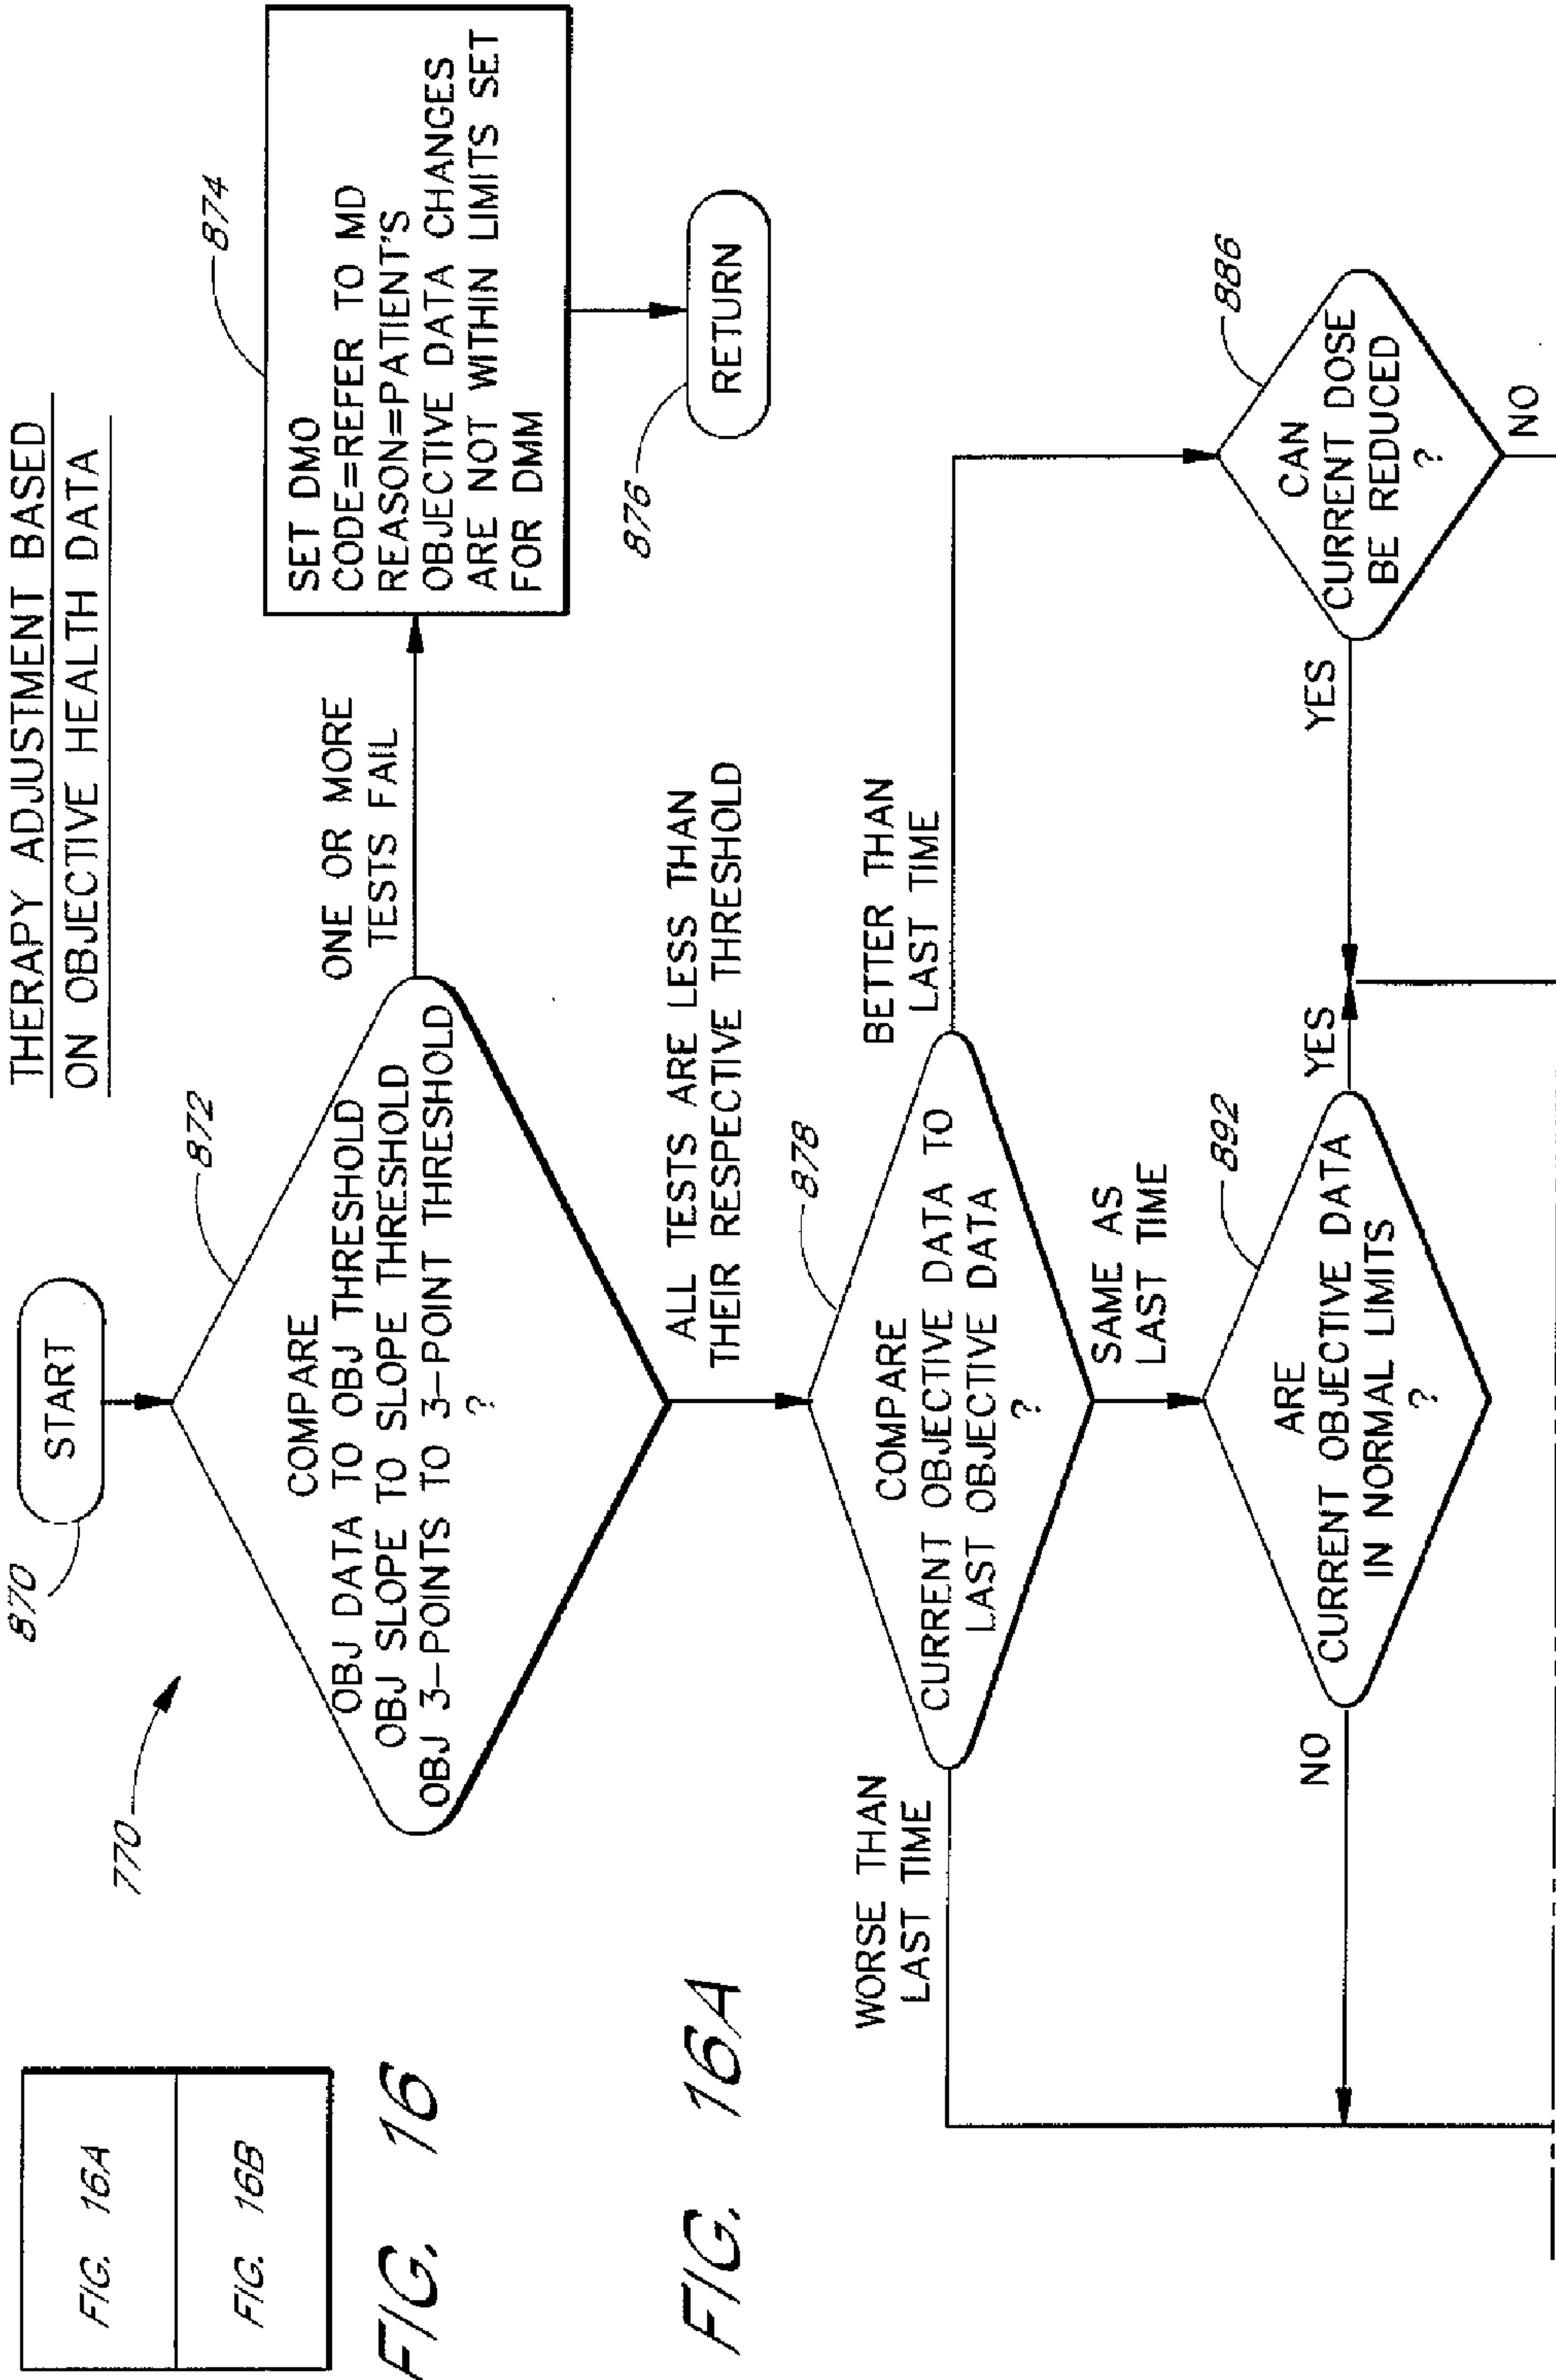 THERAPY ADJUSTMENT BASED
ON OBJECTIVE HEALTH DATA
FIG. 16A
FIG. 16B
FIG. 16
FIG. 16A
770
870
START
872
COMPARE
OBJ DATA TO OBJ THRESHOLD
OBJ SLOPE TO SLOPE THRESHOLD
OBJ 3-POINTS TO 3-POINT THRESHOLD
?
ONE OR MORE
TESTS FAIL
874
SET DMO
CODE=REFER TO MD
REASON=PATIENT'S
OBJECTIVE DATA CHANGES
ARE NOT WITHIN LIMITS SET
FOR DMM
876
RETURN
ALL TESTS ARE LESS THAN
THEIR RESPECTIVE THRESHOLD
878
COMPARE
CURRENT OBJECTIVE DATA TO
LAST OBJECTIVE DATA
?
WORSE THAN
LAST TIME
BETTER THAN
LAST TIME
SAME AS
LAST TIME
892
ARE
CURRENT OBJECTIVE DATA
IN NORMAL LIMITS
?
NO
YES
886
CAN
CURRENT DOSE
BE REDUCED
?
YES
NO